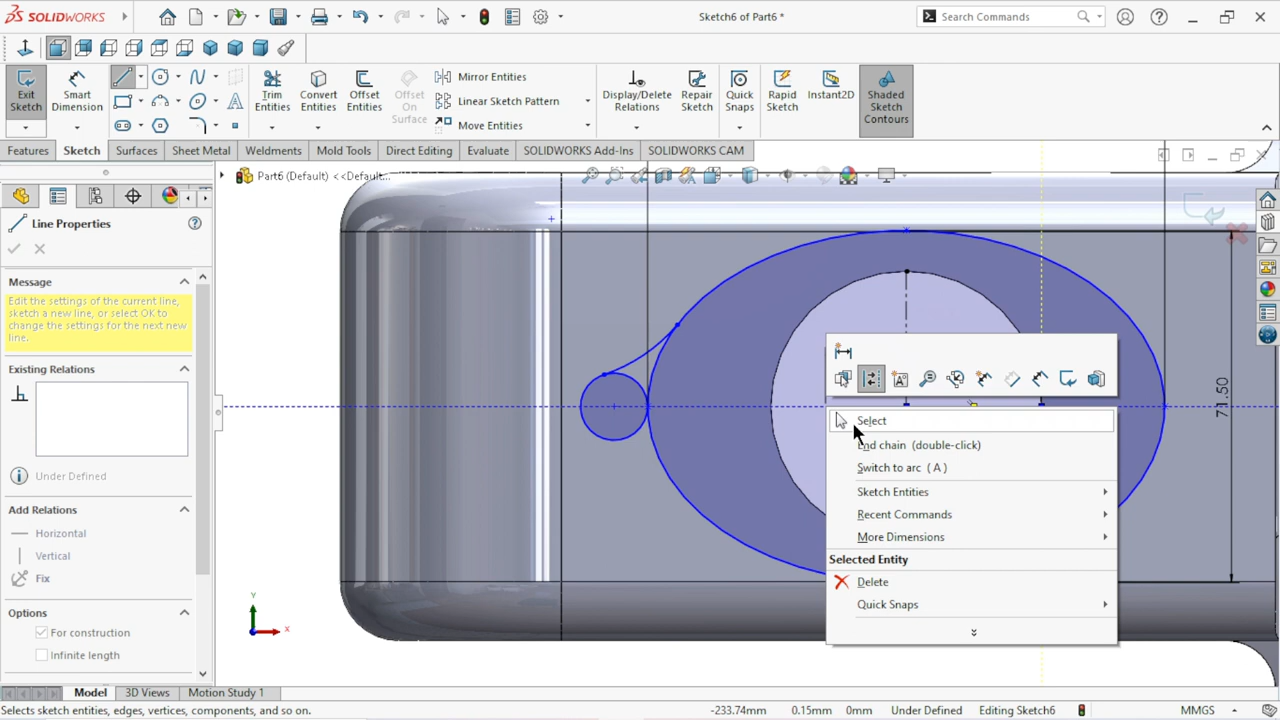 SOLIDWORKS
Sketch6 of Part6 *
Search Commands
Exit Sketch
Smart Dimension
Trim Entities
Convert Entities
Offset Entities
Offset On Surface
Mirror Entities
Linear Sketch Pattern
Move Entities
Display/Delete Relations
Repair Sketch
Quick Snaps
Rapid Sketch
Instant2D
Shaded Sketch Contours
Features Sketch Surfaces Sheet Metal Weldments Mold Tools Direct Editing Evaluate SOLIDWORKS Add-Ins SOLIDWORKS CAM
Part6 (Default) <<Default...
Line Properties
Message
Edit the settings of the current line,
sketch a new line, or select OK to
change the settings for the next new
line.
Existing Relations
Under Defined
Add Relations
Horizontal
Vertical
Fix
Options
For construction
Infinite length
71.50
Select
End chain (double-click)
Switch to arc ( A )
Sketch Entities
Recent Commands
More Dimensions
Selected Entity
Delete
Quick Snaps
Y
X
Model 3D Views Motion Study 1
Selects sketch entities, edges, vertices, components, and so on. -233.74mm 0.15mm 0mm Under Defined Editing Sketch6 MMGS